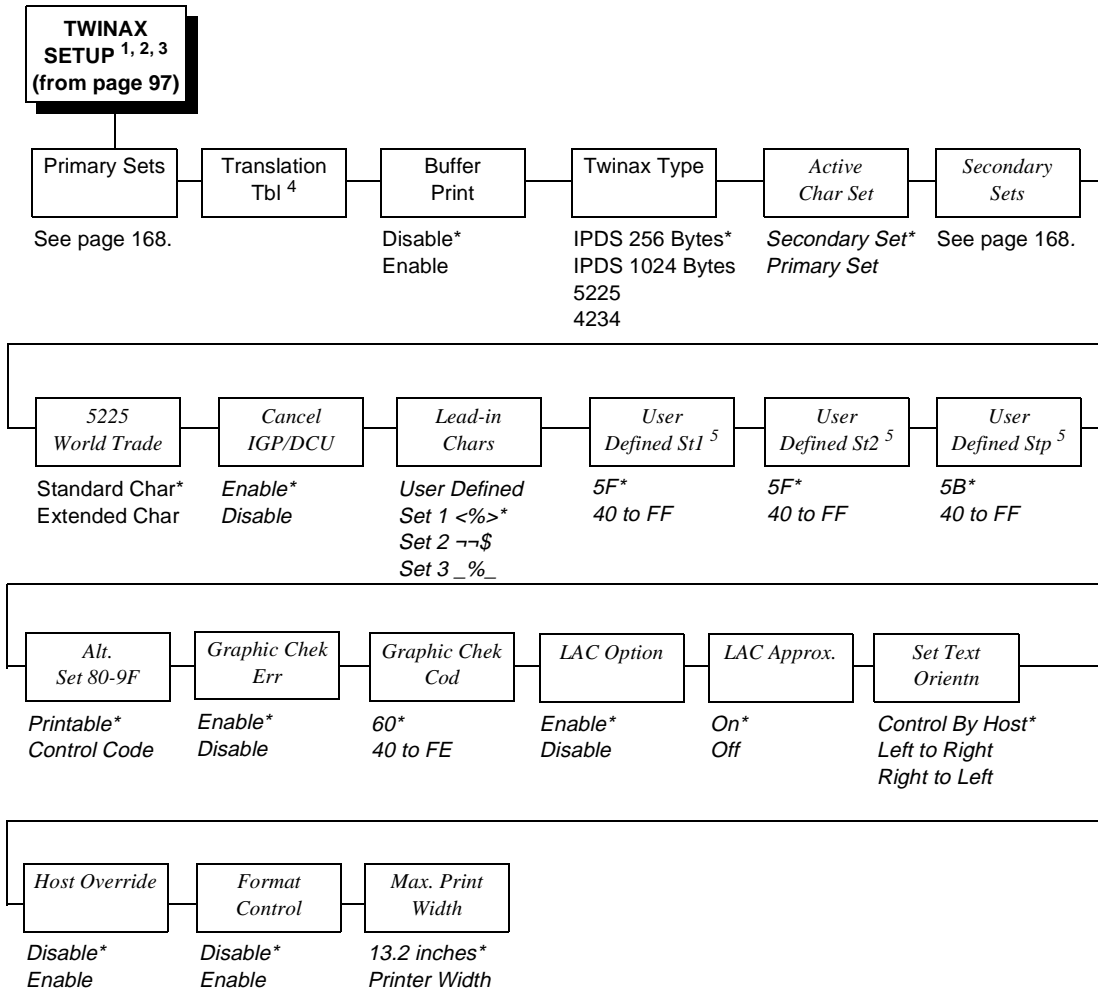 TWINAX
SETUP 1, 2, 3
(from page 97)
Primary Sets
See page 168.
Translation
Tbl 4
Buffer
Print
Disable*
Enable
Twinax Type
IPDS 256 Bytes*
IPDS 1024 Bytes
5225
4234
Active
Char Set
Secondary Set*
Primary Set
Secondary
Sets
See page 168.
5225
World Trade
Standard Char*
Extended Char
Cancel
IGP/DCU
Enable*
Disable
Lead-in
Chars
User Defined
Set 1 <%>*
Set 2 ¬¬$
Set 3 _%_
User
Defined St1 5
5F*
40 to FF
User
Defined St2 5
5F*
40 to FF
User
Defined Stp 5
5B*
40 to FF
Alt.
Set 80-9F
Printable*
Control Code
Graphic Chek
Err
Enable*
Disable
Graphic Chek
Cod
60*
40 to FE
LAC Option
Enable*
Disable
LAC Approx.
On*
Off
Set Text
Orientn
Control By Host*
Left to Right
Right to Left
Host Override
Disable*
Enable
Format
Control
Disable*
Enable
Max. Print
Width
13.2 inches*
Printer Width